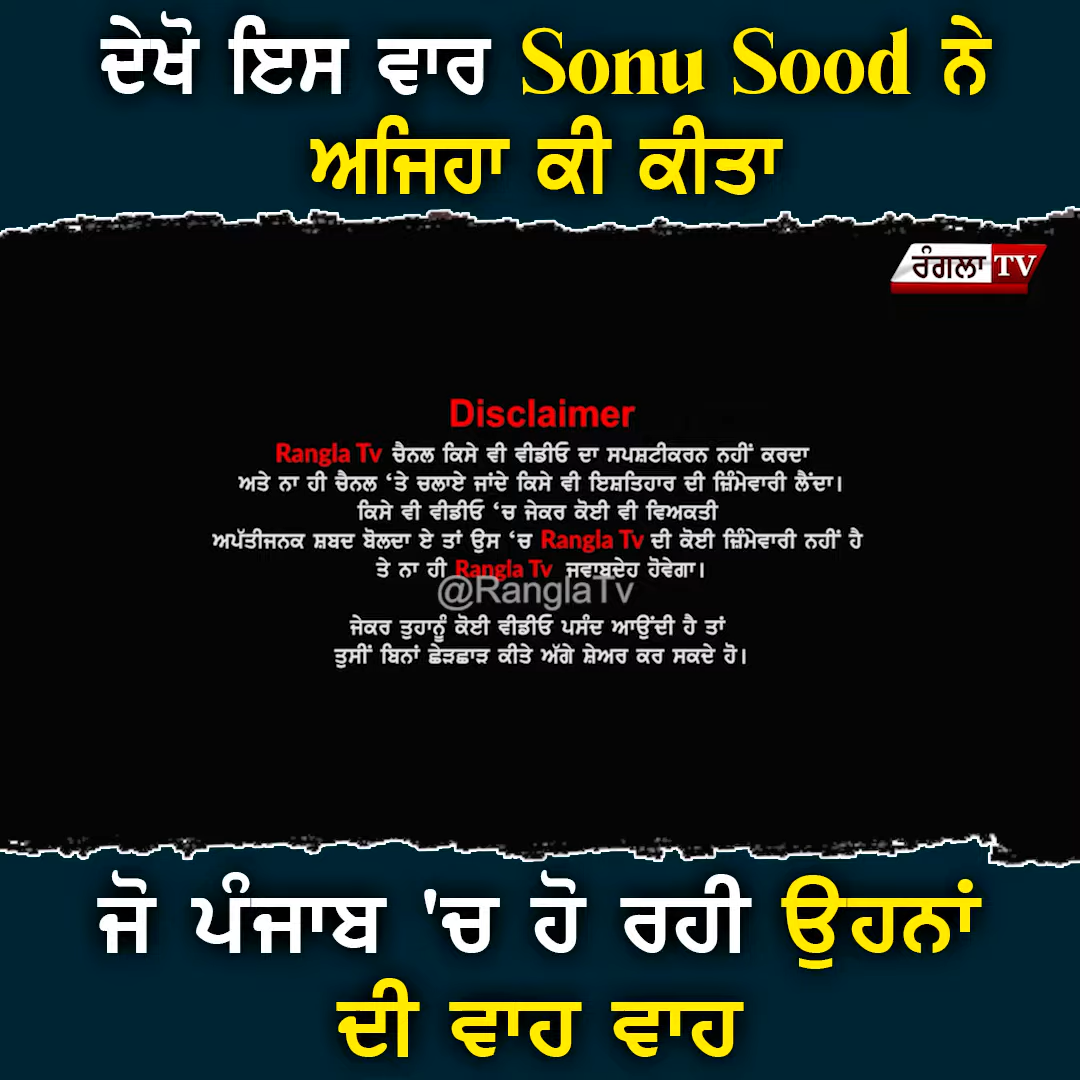 ਦੇਖੋ ਇਸ ਵਾਰ Sonu Sood ਨੇ
ਅਜਿਹਾ ਕੀ ਕੀਤਾ
ਰੰਗਲਾ TV
Disclaimer
Rangla Tv ਚੈਨਲ ਕਿਸੇ ਵੀ ਵੀਡੀਓ ਦਾ ਸਪਸ਼ਟੀਕਰਨ ਨਹੀਂ ਕਰਦਾ
ਅਤੇ ਨਾ ਹੀ ਚੈਨਲ ‘ਤੇ ਚਲਾਏ ਜਾਂਦੇ ਕਿਸੇ ਵੀ ਇਸ਼ਤਿਹਾਰ ਦੀ ਜ਼ਿੰਮੇਵਾਰੀ ਲੈਂਦਾ।
ਕਿਸੇ ਵੀ ਵੀਡੀਓ ‘ਚ ਜੇਕਰ ਕੋਈ ਵੀ ਵਿਅਕਤੀ
ਅਪੱਤੀਜਨਕ ਸ਼ਬਦ ਬੋਲਦਾ ਏ ਤਾਂ ਉਸ ‘ਚ Rangla Tv ਦੀ ਕੋਈ ਜ਼ਿੰਮੇਵਾਰੀ ਨਹੀਂ ਹੈ
ਤੇ ਨਾ ਹੀ Rangla Tv ਜਵਾਬਦੇਹ ਹੋਵੇਗਾ।
@RanglaTv
ਜੇਕਰ ਤੁਹਾਨੂੰ ਕੋਈ ਵੀਡੀਓ ਪਸੰਦ ਆਉਂਦੀ ਹੈ ਤਾਂ
ਤੁਸੀਂ ਬਿਨਾਂ ਛੇੜਛਾੜ ਕੀਤੇ ਅੱਗੇ ਸ਼ੇਅਰ ਕਰ ਸਕਦੇ ਹੋ।
ਜੋ ਪੰਜਾਬ 'ਚ ਹੋ ਰਹੀ ਉਹਨਾਂ
ਦੀ ਵਾਹ ਵਾਹ